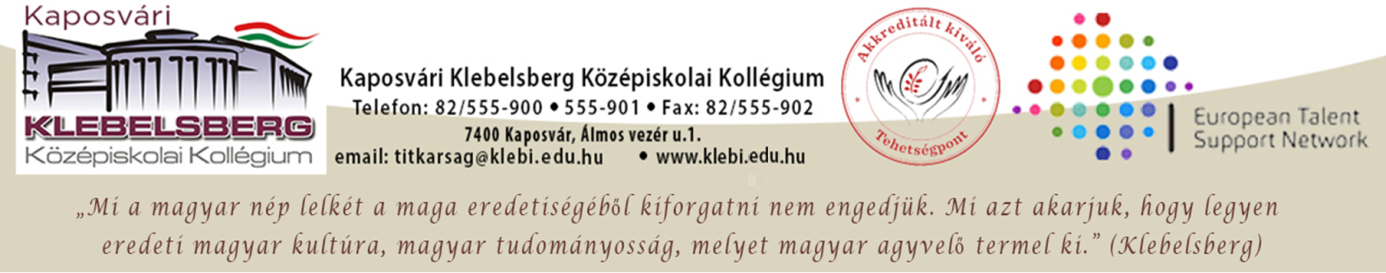 Kaposvári
KLEBELSBERG
Középiskolai Kollégium
Kaposvári Klebelsberg Középiskolai Kollégium
Telefon: 82/555-900 • 555-901 • Fax: 82/555-902
7400 Kaposvár, Álmos vezér u.1.
email: titkarsag@klebi.edu.hu • www.klebi.edu.hu
Akkreditált kiváló
Tehetségpont
European Talent
Support Network
„Mi a magyar nép lelkét a maga eredetiségéből kiforgatni nem engedjük. Mi azt akarjuk, hogy legyen
eredeti magyar kultúra, magyar tudományosság, melyet magyar agyvelő termel ki.” (Klebelsberg)